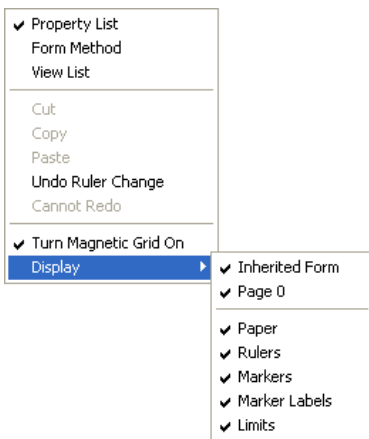 Property List
Form Method
View List
Cut
Copy
Paste
Undo Ruler Change
Cannot Redo
Turn Magnetic Grid On
Display
Inherited Form
Page 0
Paper
Rulers
Markers
Marker Labels
Limits